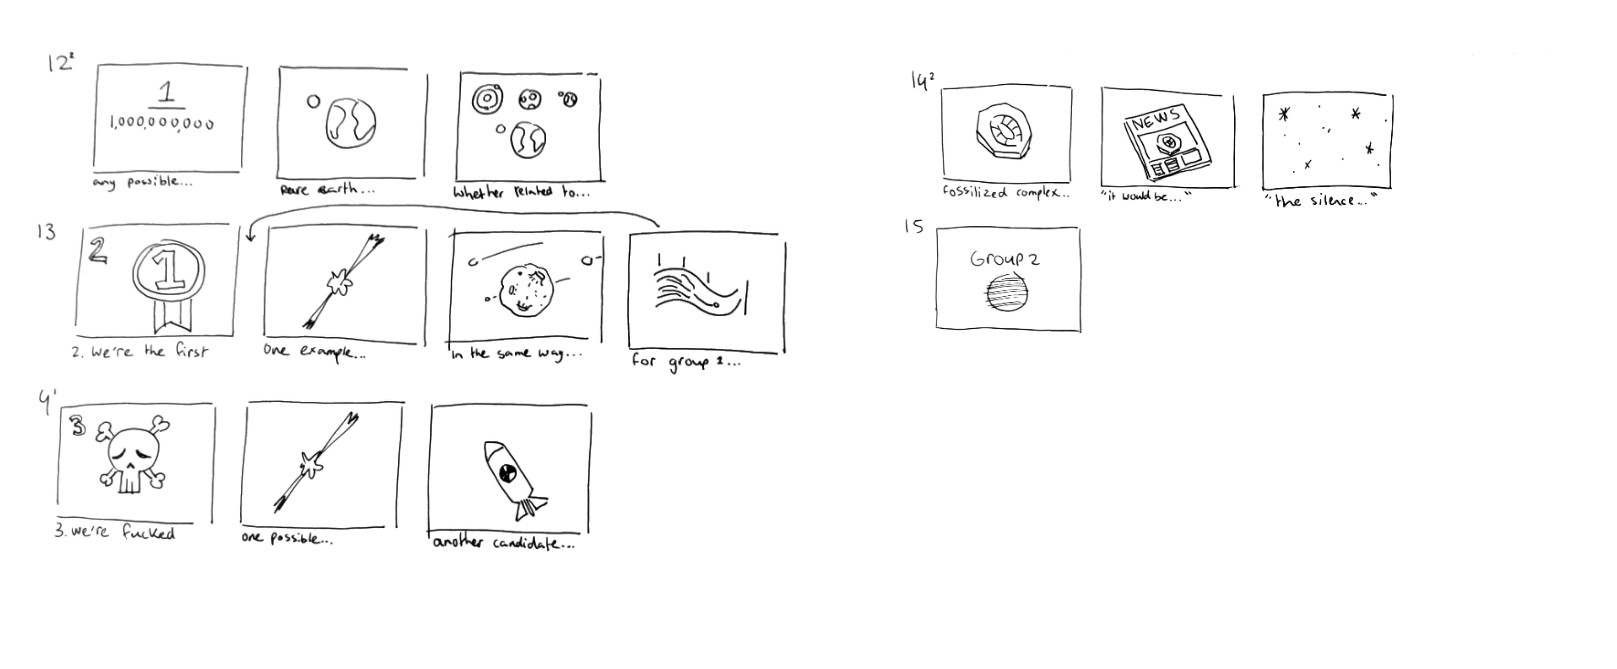 12²
1
1,000,000,000
any possible...
Rare Earth...
whether related to...
13
2
1
2. we're the first
one example...
in the same way...
for group 2...
4'
3
3. we're fucked
one possible...
another candidate...
14²
fossilized complex...
NEWS
"it would be..."
"the silence..."
15
Group 2